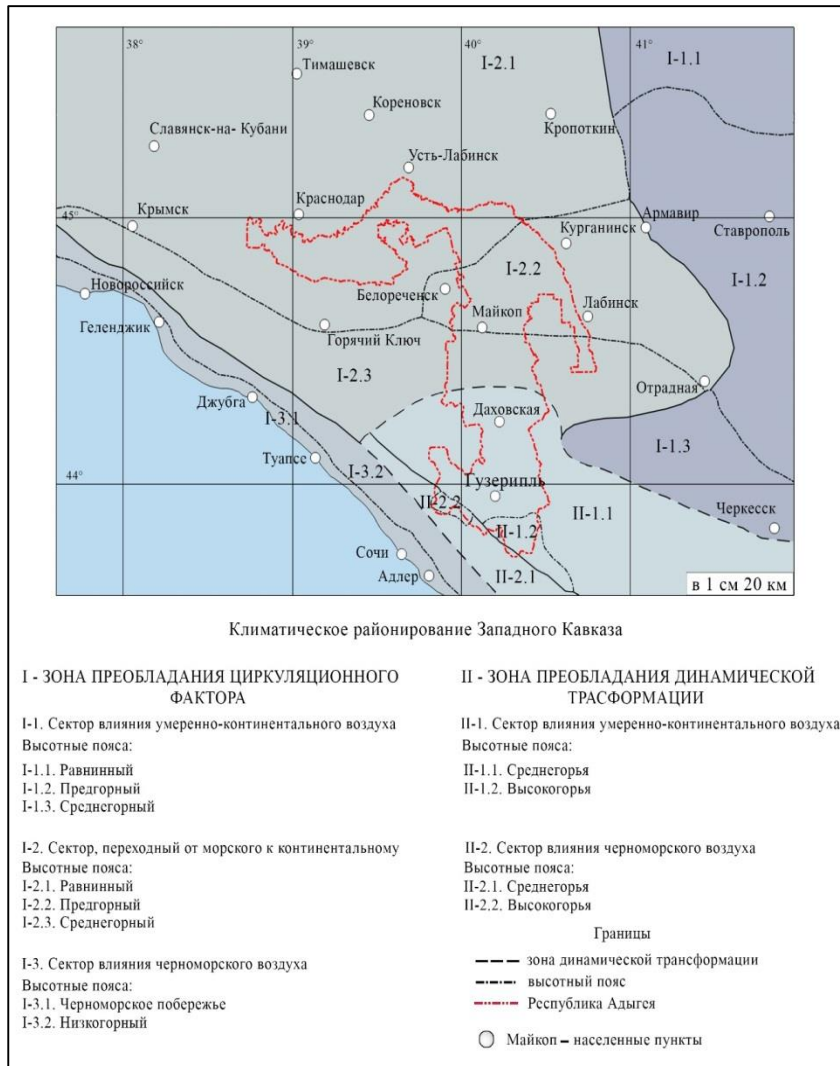 38°
39°
40°
41°
Тимашевск
I-2.1
I-1.1
Кореновск
Кропоткин
Славянск-на- Кубани
Усть-Лабинск
Краснодар
45°
Крымск
Армавир
Курганинск
Ставрополь
I-2.2
I-1.2
Новороссийск
Белореченск
Геленджик
Майкоп
Лабинск
Горячий Ключ
I-2.3
Отрадная
Джубга
Даховская
I-3.1
I-1.3
Туапсе
I-3.2
44°
Гузерипль
II-2.2
II-1.1
Черкесск
II-1.2
Сочи
II-2.1
Адлер
в 1 см 20 км
Климатическое районирование Западного Кавказа
I - ЗОНА ПРЕОБЛАДАНИЯ ЦИРКУЛЯЦИОННОГО
ФАКТОРА
I-1. Сектор влияния умеренно-континентального воздуха
Высотные пояса:
I-1.1. Равнинный
I-1.2. Предгорный
I-1.3. Среднегорный
I-2. Сектор, переходный от морского к континентальному
Высотные пояса:
I-2.1. Равнинный
I-2.2. Предгорный
I-2.3. Среднегорный
I-3. Сектор влияния черноморского воздуха
Высотные пояса:
I-3.1. Черноморское побережье
I-3.2. Низкогорный
II - ЗОНА ПРЕОБЛАДАНИЯ ДИНАМИЧЕСКОЙ
ТРАСФОРМАЦИИ
II-1. Сектор влияния умеренно-континентального воздуха
Высотные пояса:
II-1.1. Среднегорья
II-1.2. Высокогорья
II-2. Сектор влияния черноморского воздуха
Высотные пояса:
II-2.1. Среднегорья
II-2.2. Высокогорья
Границы
зона динамической трансформации
высотный пояс
Республика Адыгея
Майкоп – населенные пункты